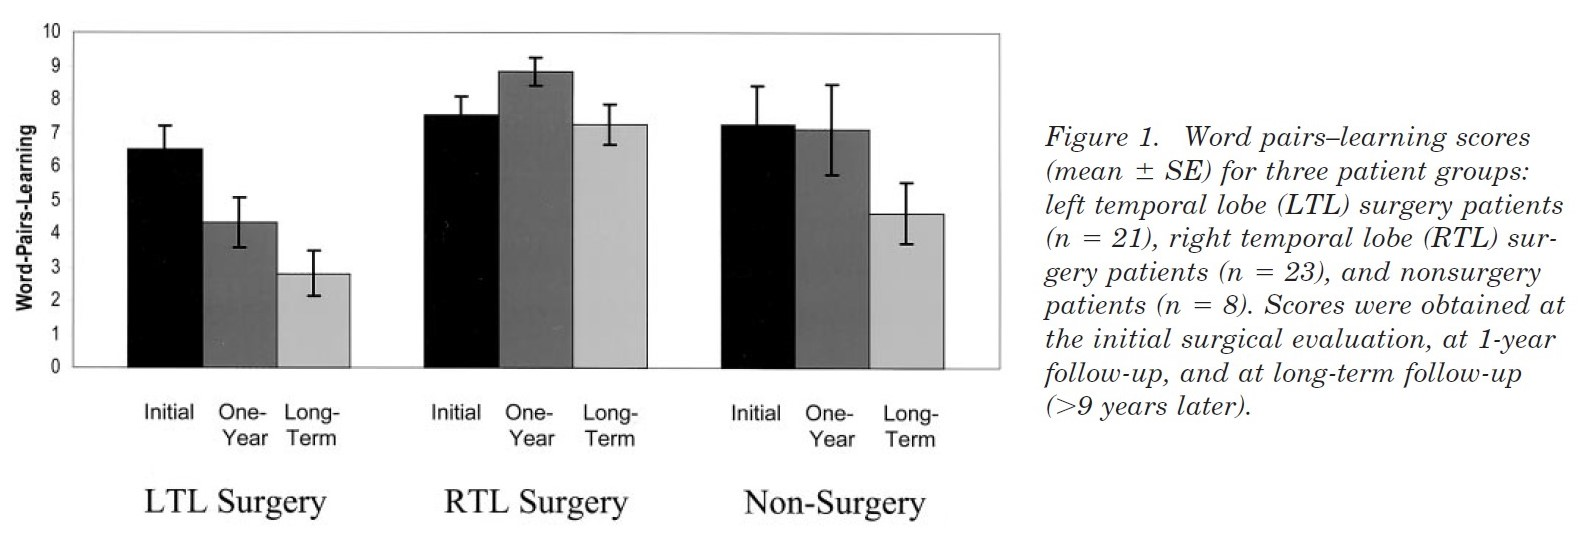 10
9
8
7
6
5
4
3
2
1
0
Word-Pairs-Learning
Initial One- Long-
Year Term
Initial One- Long-
Year Term
Initial One- Long-
Year Term
LTL Surgery RTL Surgery Non-Surgery
Figure 1. Word pairs–learning scores
(mean ± SE) for three patient groups:
left temporal lobe (LTL) surgery patients
(n = 21), right temporal lobe (RTL) sur-
gery patients (n = 23), and nonsurgery
patients (n = 8). Scores were obtained at
the initial surgical evaluation, at 1-year
follow-up, and at long-term follow-up
(>9 years later).